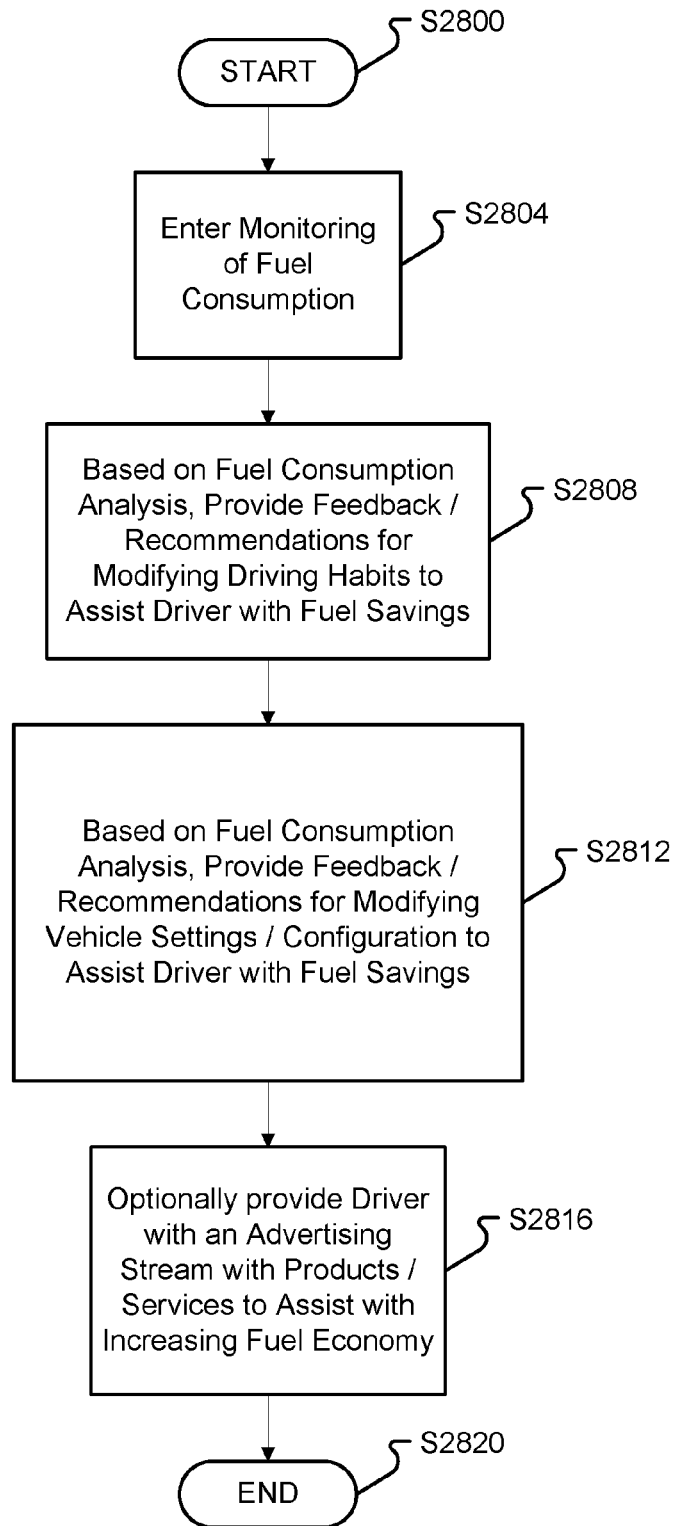 START
S2800
Enter Monitoring
of Fuel
Consumption
S2804
Based on Fuel Consumption
Analysis, Provide Feedback /
Recommendations for
Modifying Driving Habits to
Assist Driver with Fuel Savings
S2808
Based on Fuel Consumption
Analysis, Provide Feedback /
Recommendations for Modifying
Vehicle Settings / Configuration to
Assist Driver with Fuel Savings
S2812
Optionally provide Driver
with an Advertising
Stream with Products /
Services to Assist with
Increasing Fuel Economy
S2816
END
S2820